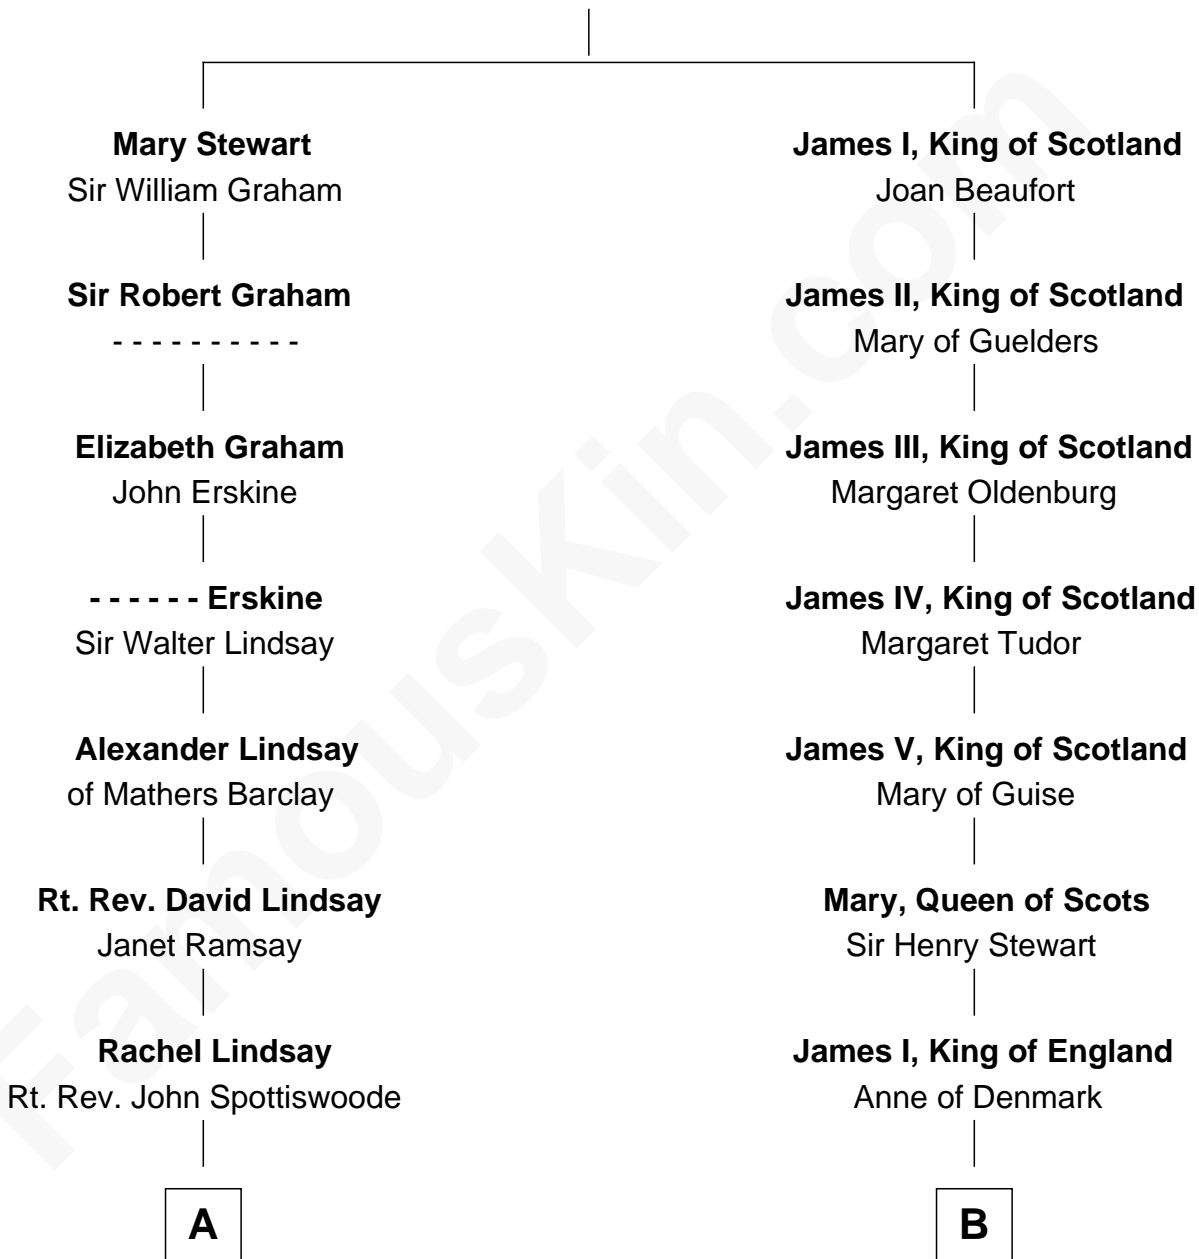 Mary Stewart
Sir William Graham
Sir Robert Graham
- - - - - - - - - -
Elizabeth Graham
John Erskine
- - - - - - Erskine
Sir Walter Lindsay
Alexander Lindsay
of Mathers Barclay
Rt. Rev. David Lindsay
Janet Ramsay
Rachel Lindsay
Rt. Rev. John Spottiswoode
A
James I, King of Scotland
Joan Beaufort
James II, King of Scotland
Mary of Guelders
James III, King of Scotland
Margaret Oldenburg
James IV, King of Scotland
Margaret Tudor
James V, King of Scotland
Mary of Guise
Mary, Queen of Scots
Sir Henry Stewart
James I, King of England
Anne of Denmark
B
FamousKin.com